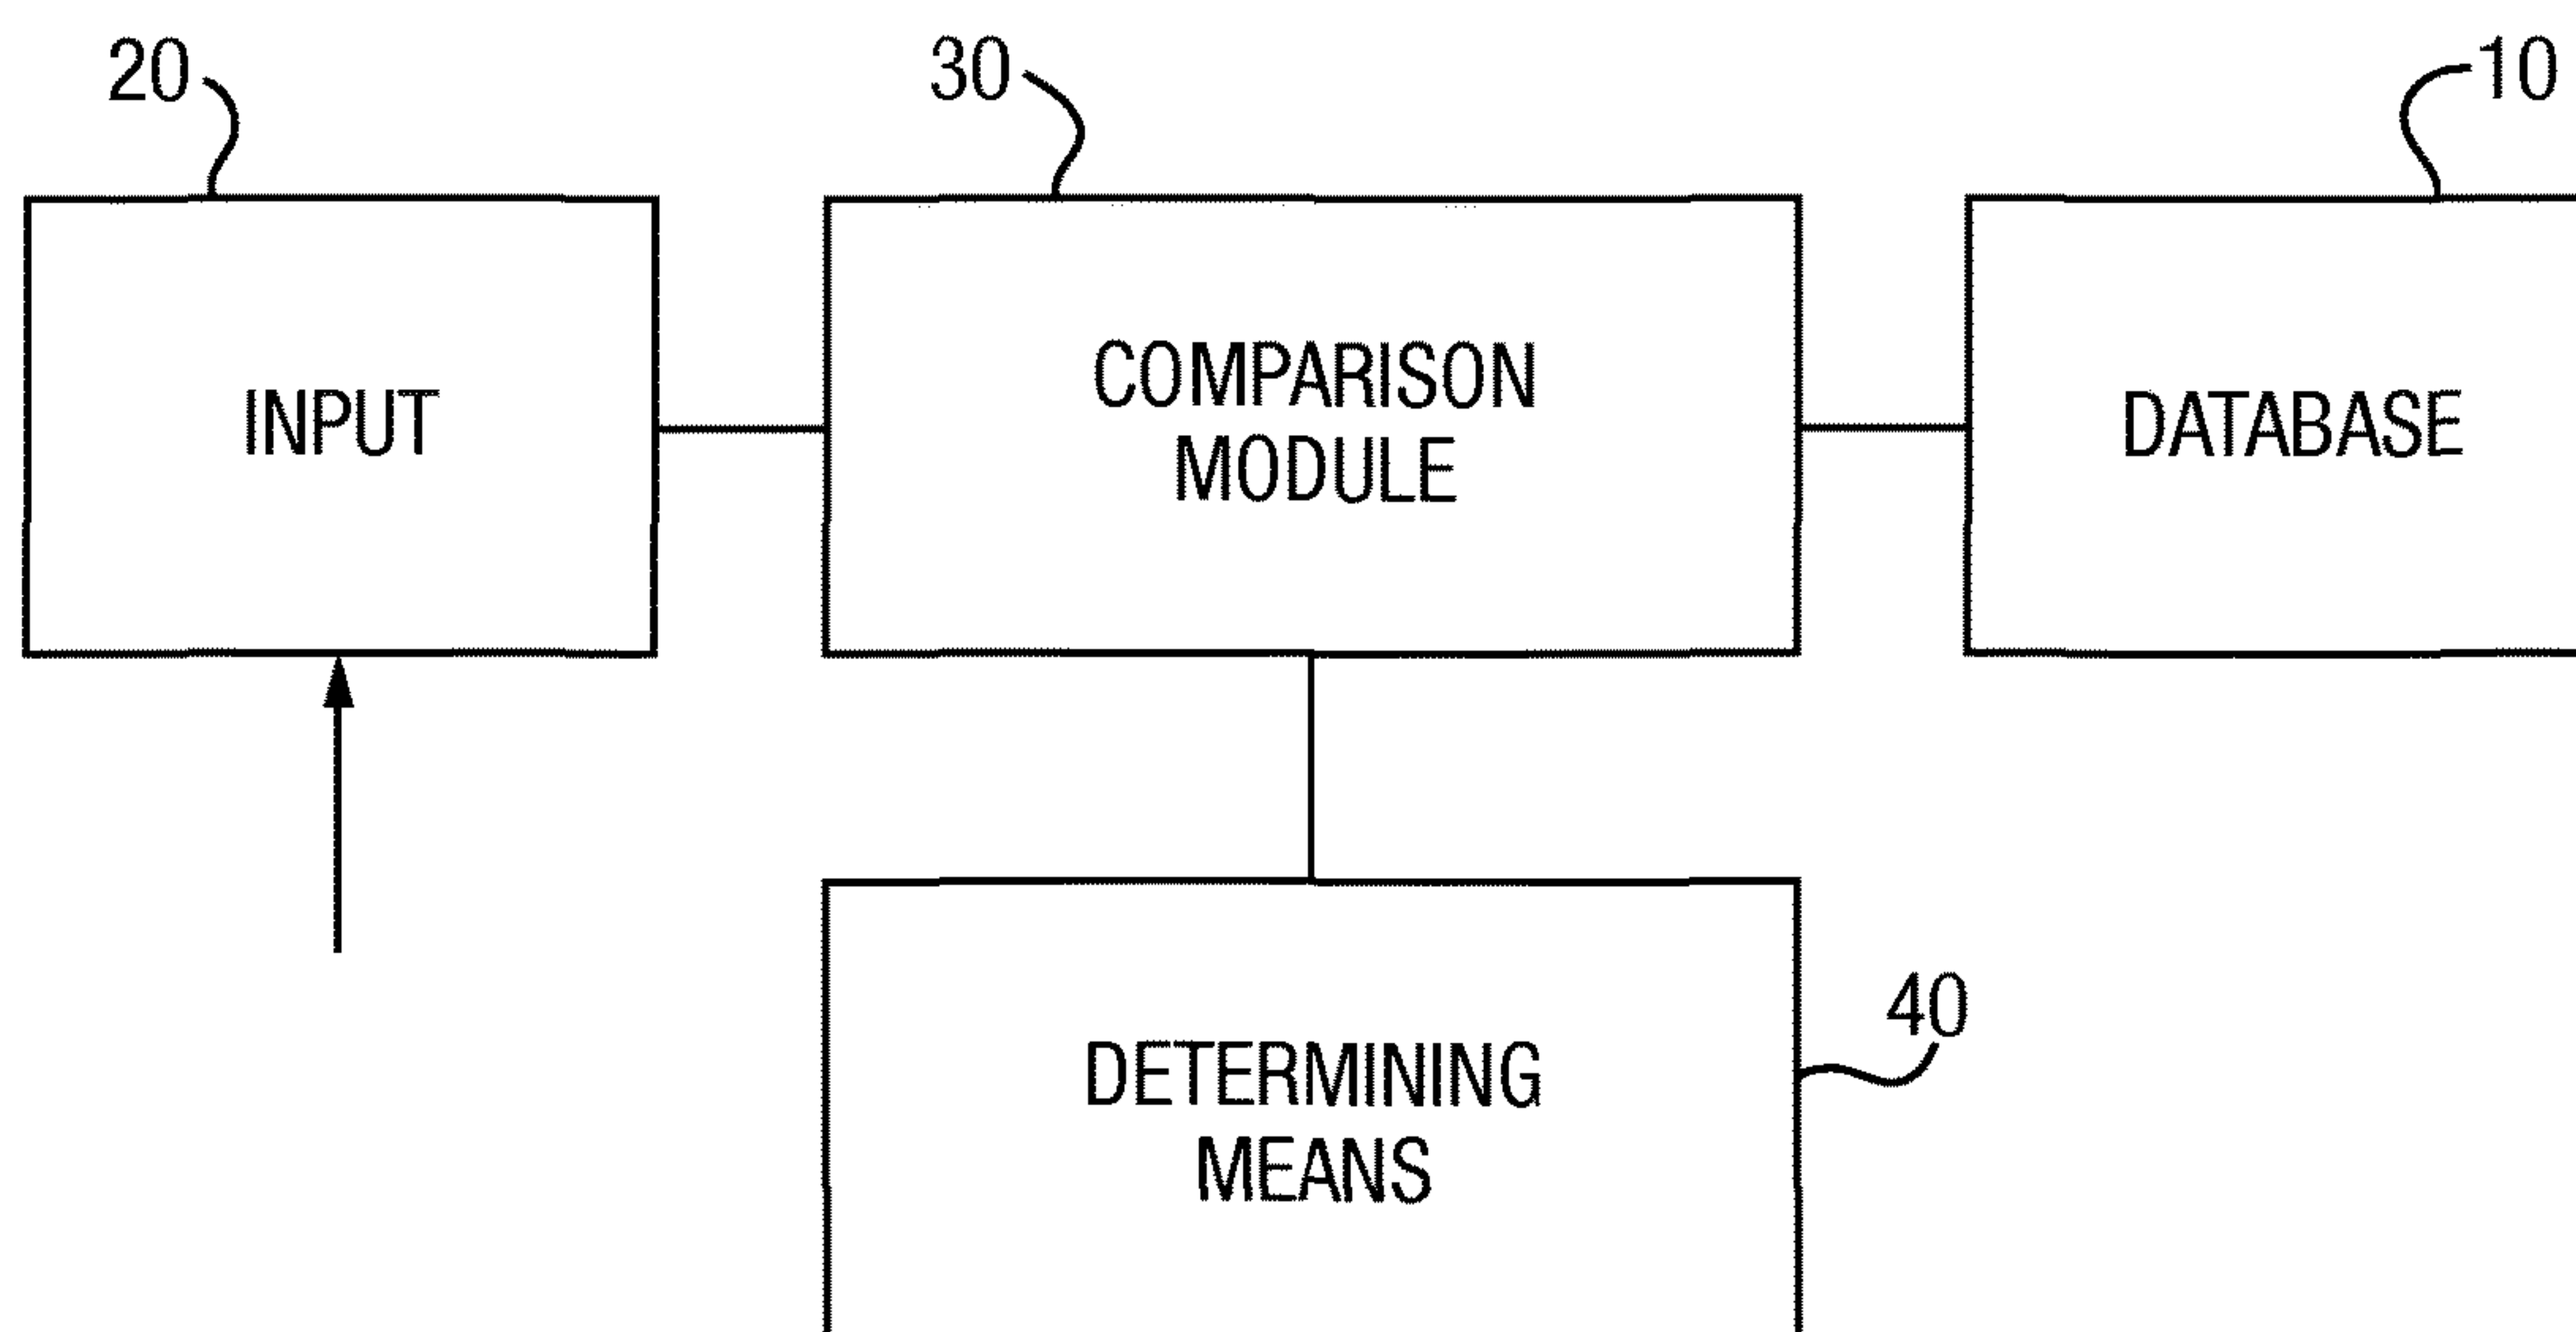 20
30
10
INPUT
COMPARISON
MODULE
DATABASE
40
DETERMINING
MEANS